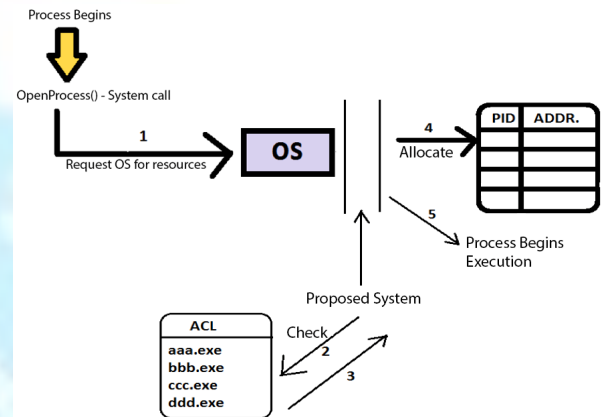 Process Begins
OpenProcess() - System call
1
Request OS for resources
OS
4
Allocate
PID ADDR.
5
Process Begins
Execution
Proposed System
Check
2
3
ACL
aaa.exe
bbb.exe
ccc.exe
ddd.exe